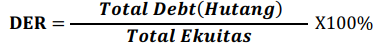 Total Debt(Hutang)
DER = X100%
Total Ekuitas